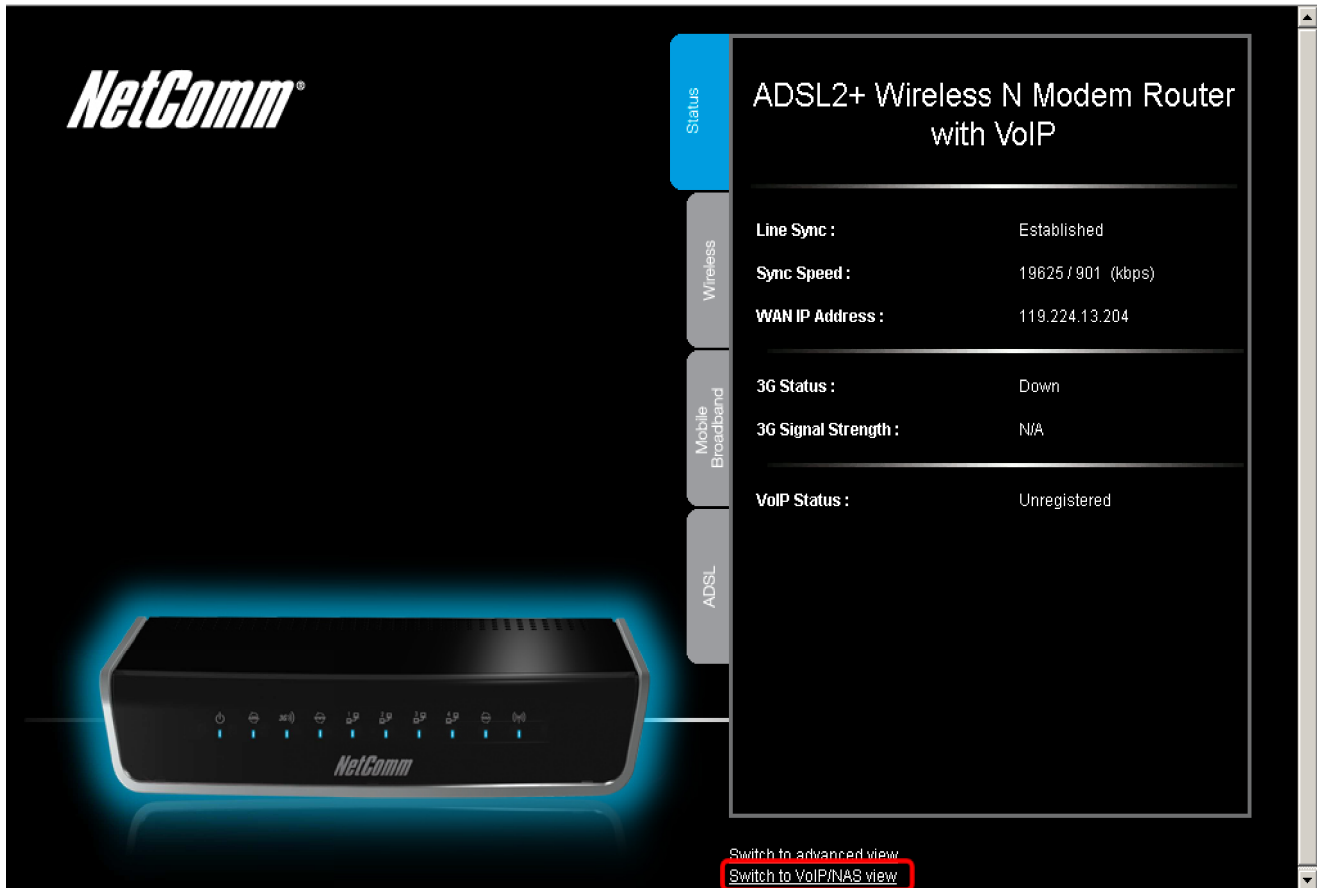 NetComm®
Status
Wireless
Mobile
Broadband
ADSL
ADSL2+ Wireless N Modem Router
with VoIP
Line Sync : Established
Sync Speed : 19625 / 901 (kbps)
WAN IP Address : 119.224.13.204
3G Status : Down
3G Signal Strength : N/A
VoIP Status : Unregistered
NetComm
Switch to advanced view
Switch to VoIP/NAS view